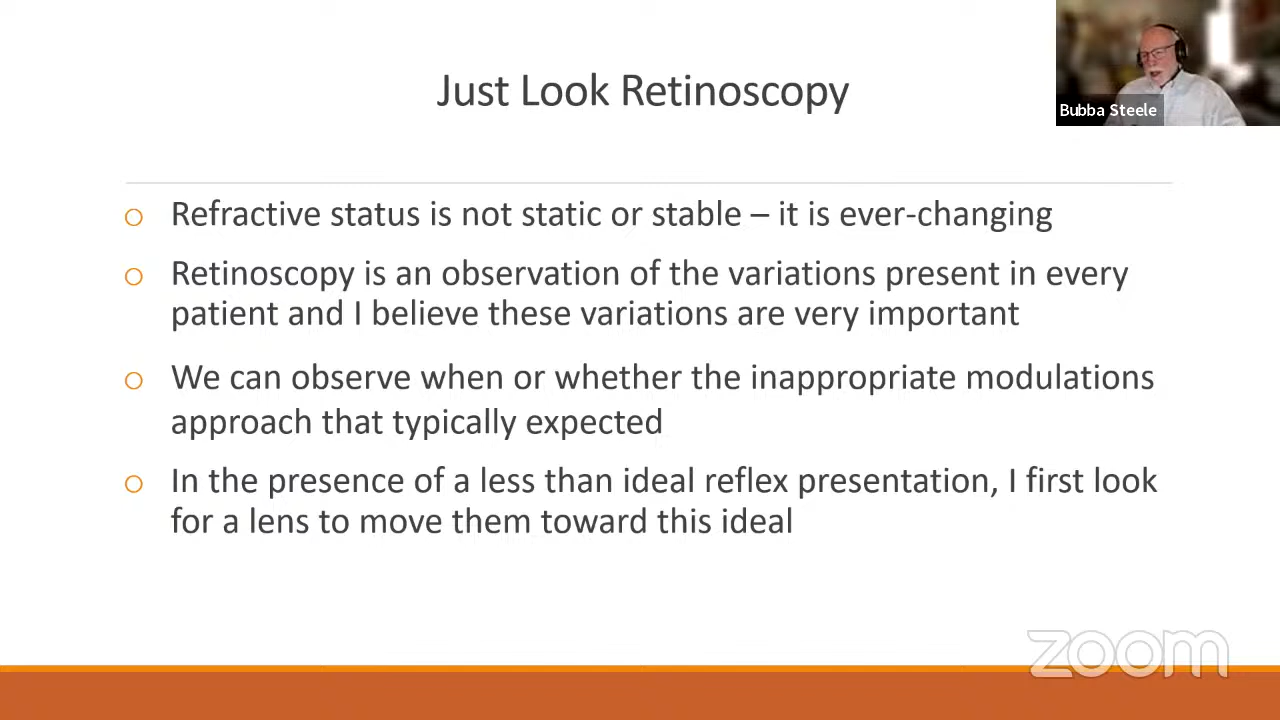 Just Look Retinoscopy
Bubba Steele
o Refractive status is not static or stable – it is ever-changing
o Retinoscopy is an observation of the variations present in every
patient and I believe these variations are very important
o We can observe when or whether the inappropriate modulations
approach that typically expected
o In the presence of a less than ideal reflex presentation, I first look
for a lens to move them toward this ideal
zoom